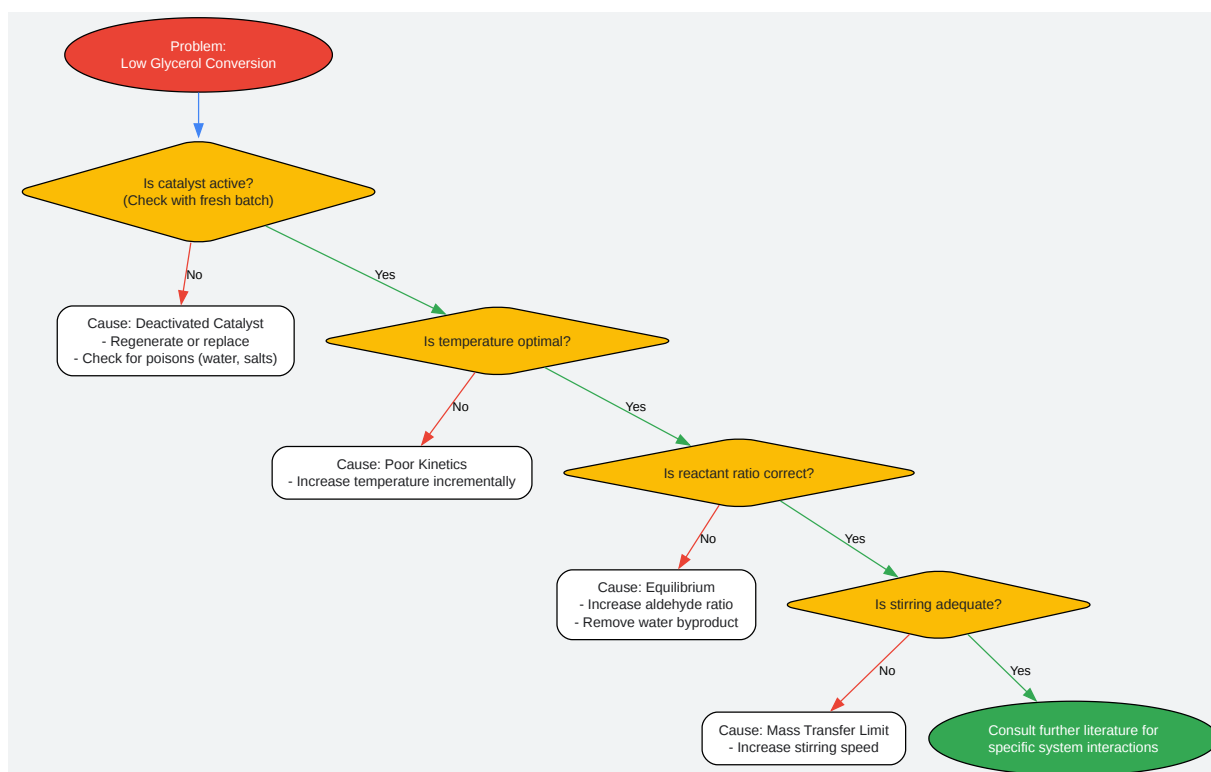 Problem:
Low Glycerol Conversion
Is catalyst active?
(Check with fresh batch)
No
Yes
Cause: Deactivated Catalyst
- Regenerate or replace
- Check for poisons (water, salts)
Is temperature optimal?
No
Yes
Cause: Poor Kinetics
- Increase temperature incrementally
Is reactant ratio correct?
No
Yes
Cause: Equilibrium
- Increase aldehyde ratio
- Remove water byproduct
Is stirring adequate?
No
Yes
Cause: Mass Transfer Limit
- Increase stirring speed
Consult further literature for
specific system interactions